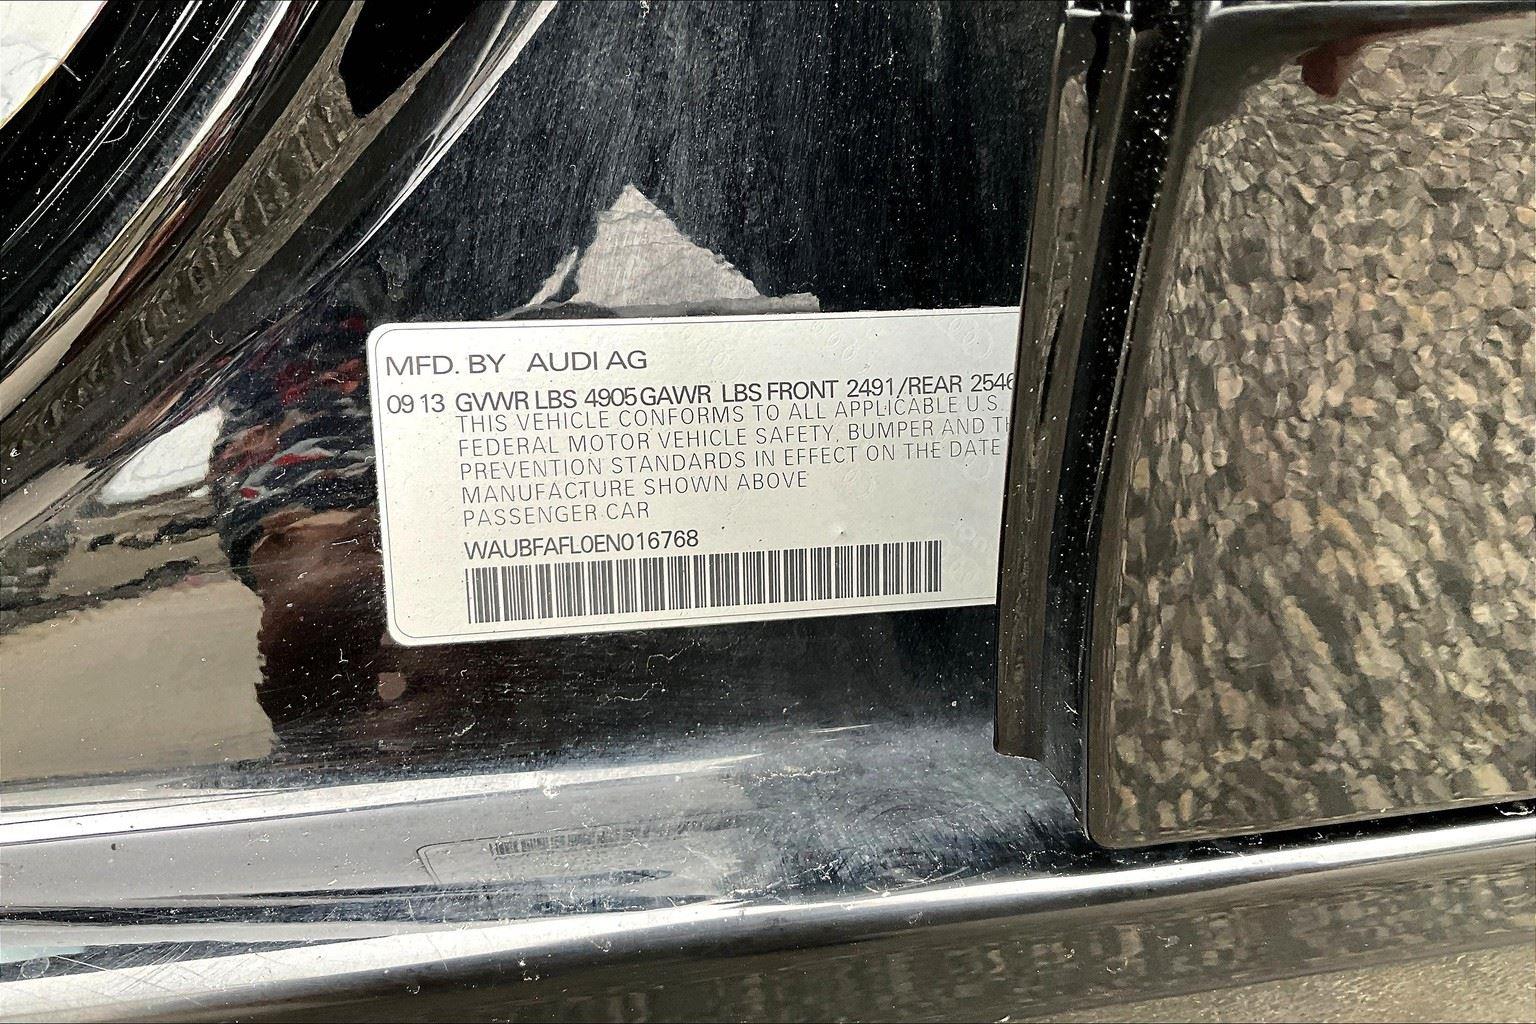 MFD. BY AUDI AG
09 13 GVWR LBS 4905 GAWR LBS FRONT 2491/REAR 2546
THIS VEHICLE CONFORMS TO ALL APPLICABLE U.S.
FEDERAL MOTOR VEHICLE SAFETY, BUMPER AND TH
PREVENTION STANDARDS IN EFFECT ON THE DATE
MANUFACTURE SHOWN ABOVE
PASSENGER CAR
WAUBFAFL0EN016768